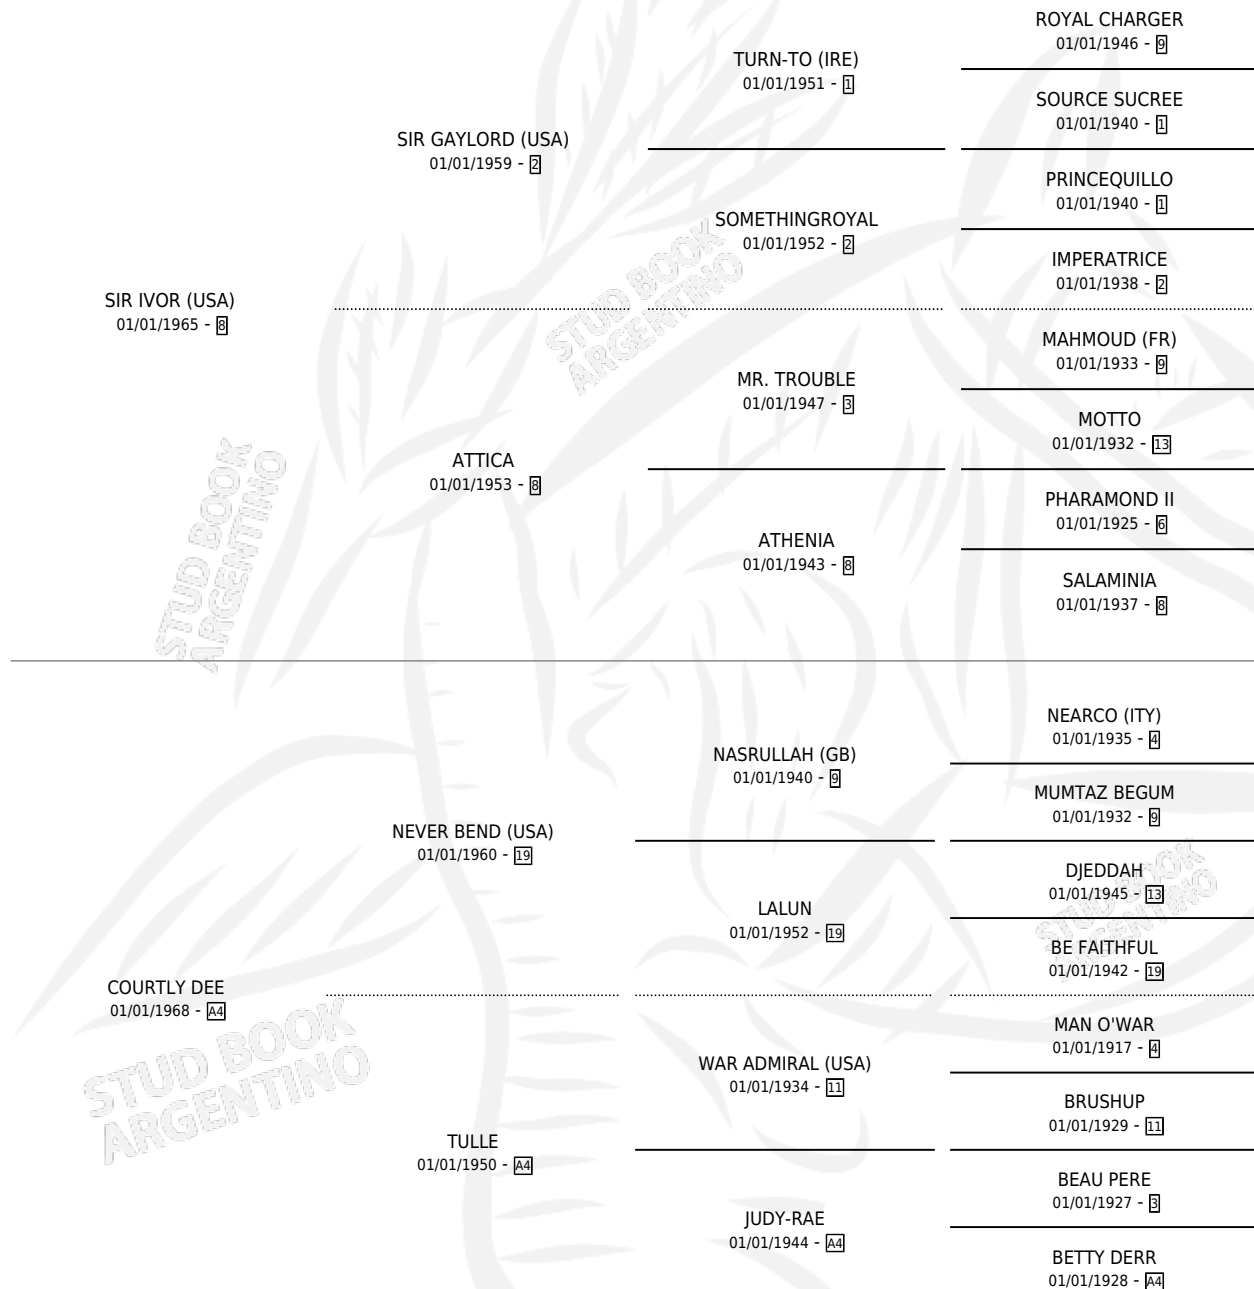 ROYAL CHARGER
01/01/1946 - 9
TURN-TO (IRE)
01/01/1951 - 1
SOURCE SUCREE
01/01/1940 - 1
SIR GAYLORD (USA)
01/01/1959 - 2
PRINCEQUILLO
01/01/1940 - 1
SOMETHINGROYAL
01/01/1952 - 2
IMPERATRICE
01/01/1938 - 2
SIR IVOR (USA)
01/01/1965 - 8
MAHMOUD (FR)
01/01/1933 - 9
MR. TROUBLE
01/01/1947 - 3
MOTTO
01/01/1932 - 13
ATTICA
01/01/1953 - 8
PHARAMOND II
01/01/1925 - 6
ATHENIA
01/01/1943 - 8
SALAMINIA
01/01/1937 - 8
NEARCO (ITY)
01/01/1935 - 4
NASRULLAH (GB)
01/01/1940 - 9
MUMTAZ BEGUM
01/01/1932 - 9
NEVER BEND (USA)
01/01/1960 - 19
DJEDDAH
01/01/1945 - 13
LALUN
01/01/1952 - 19
BE FAITHFUL
01/01/1942 - 19
COURTLY DEE
01/01/1968 - A4
MAN O'WAR
01/01/1917 - 4
WAR ADMIRAL (USA)
01/01/1934 - 11
BRUSHUP
01/01/1929 - 11
TULLE
01/01/1950 - A4
BEAU PERE
01/01/1927 - 3
JUDY-RAE
01/01/1944 - A4
BETTY DERR
01/01/1928 - A4
STUD BOOK
ARGENTINO
STUD BOOK
ARGENTINO
STUD BOOK
ARGENTINO
STUD BOOK
ARGENTINO